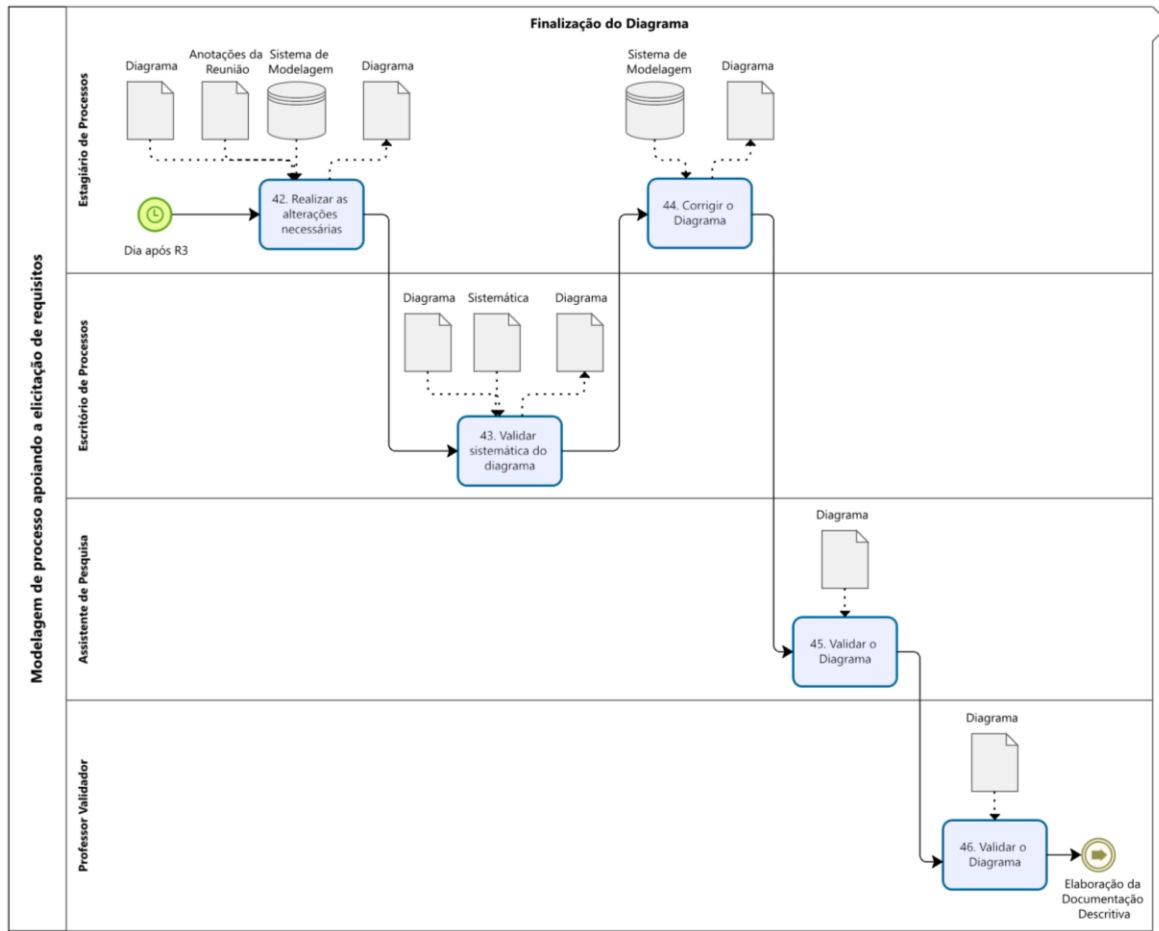 Finalização do Diagrama
Modelagem de processo apoiando a elicitação de requisitos
Estagiário de Processos
Diagrama
Anotações da
Reunião
Sistema de
Modelagem
Diagrama
Sistema de
Modelagem
Diagrama
Dia após R3
42. Realizar as
alterações
necessárias
44. Corrigir o
Diagrama
Escritório de Processos
Diagrama
Sistemática
Diagrama
43. Validar
sistemática do
diagrama
Assistente de Pesquisa
Diagrama
45. Validar o
Diagrama
Professor Validador
Diagrama
46. Validar o
Diagrama
Elaboração da
Documentação
Descritiva